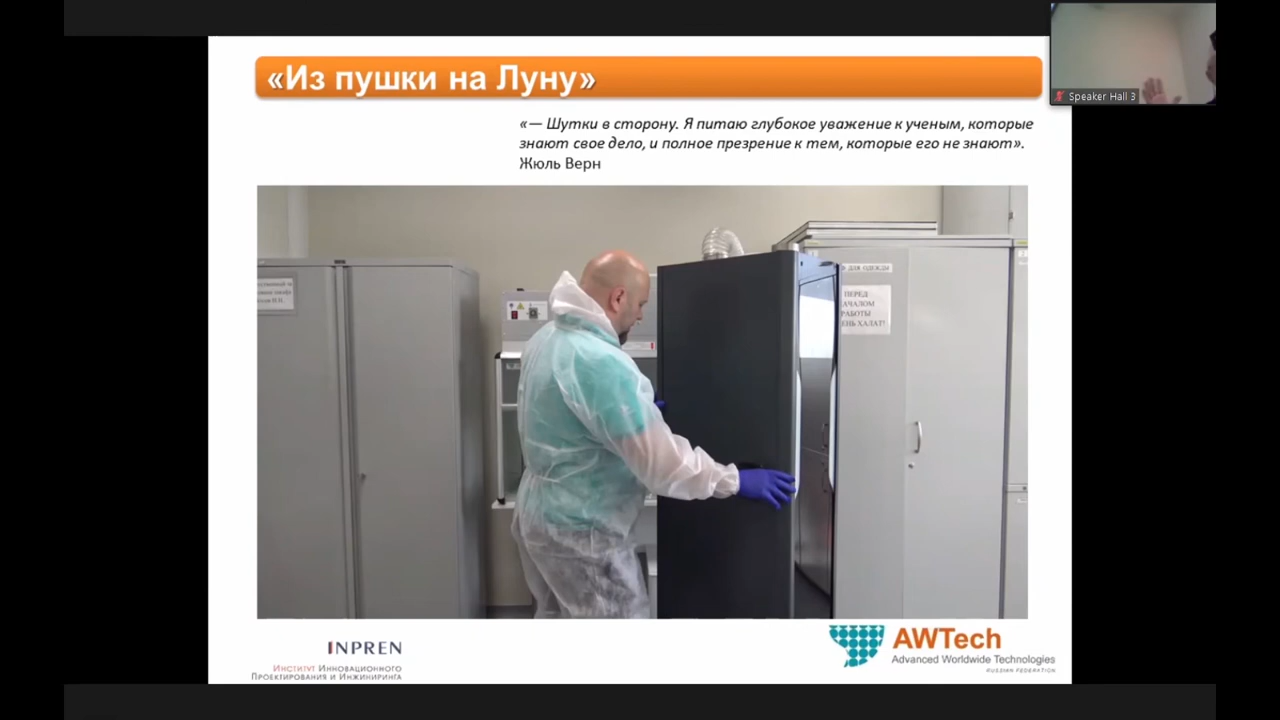 «Из пушки на Луну»
Speaker Hall 3
«— Шутки в сторону. Я питаю глубокое уважение к ученым, которые
знают свое дело, и полное презрение к тем, которые его не знают».
Жюль Верн
ДЛЯ ОДЕЖДЫ
ПЕРЕД
АЧАЛОМ
РАБОТЫ
ЕНЬ ХАЛАТ!
INPREN
Институт Инновационного
Проектирования и Инжиниринга
AWTech
Advanced Worldwide Technologies
RUSSIAN FEDERATION